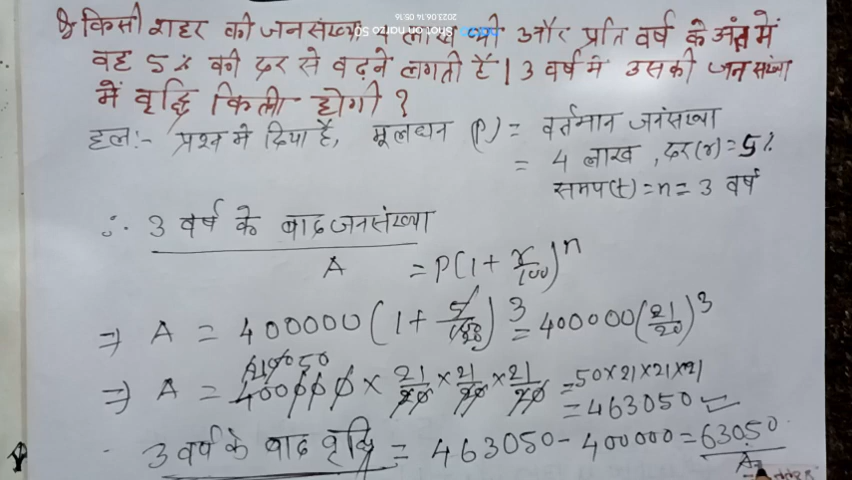 किसी शहर की जनसंख्या 4 लाख थी और प्रति वर्ष के अंत में
वह 5% की दर से बढ़ने लगती है। 3 वर्ष में उसकी जनसंख्या
में वृद्धि कितनी होगी ?
हल:- प्रश्न में दिया है, मूलधन (P) = वर्तमान जनसंख्या
= 4 लाख, दर(r) = 5%
समय(t) = n = 3 वर्ष
∴ 3 वर्ष के बाद जनसंख्या
A = P(1 + r/100)^n
⇒ A = 400000 (1 + 5/100)^3 = 400000 (21/20)^3
⇒ A = 400000 × 21/20 × 21/20 × 21/20 = 50 × 21 × 21 × 21
= 463050
3 वर्ष के बाद वृद्धि = 463050 - 400000 = 63050